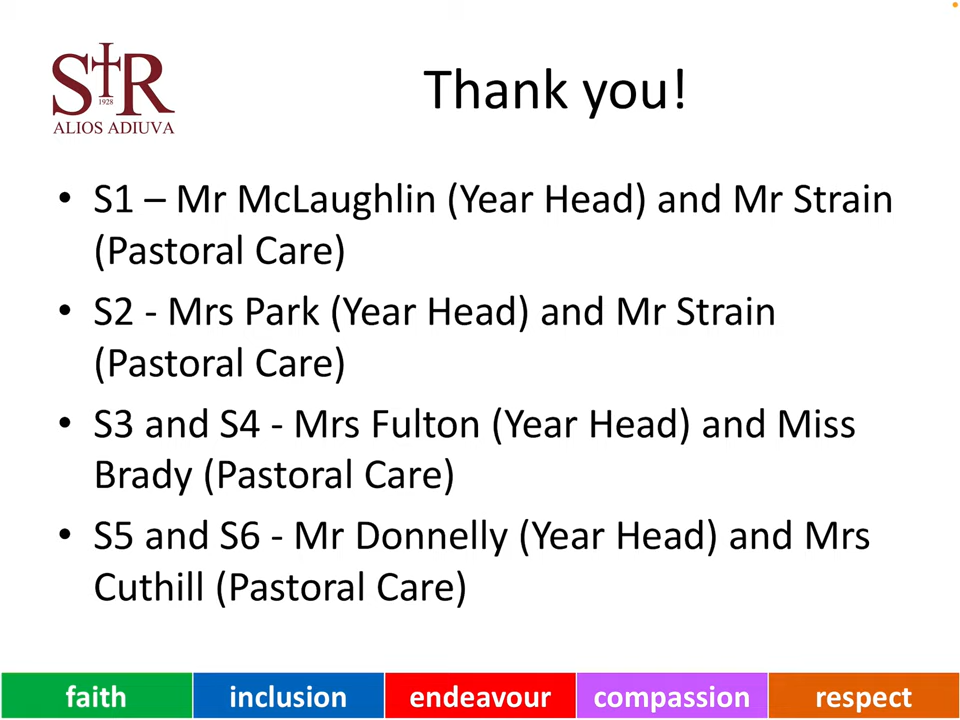 STR
1928
ALIOS ADIUVA
Thank you!
• S1 – Mr McLaughlin (Year Head) and Mr Strain
(Pastoral Care)
• S2 - Mrs Park (Year Head) and Mr Strain
(Pastoral Care)
• S3 and S4 - Mrs Fulton (Year Head) and Miss
Brady (Pastoral Care)
• S5 and S6 - Mr Donnelly (Year Head) and Mrs
Cuthill (Pastoral Care)
faith inclusion endeavour compassion respect